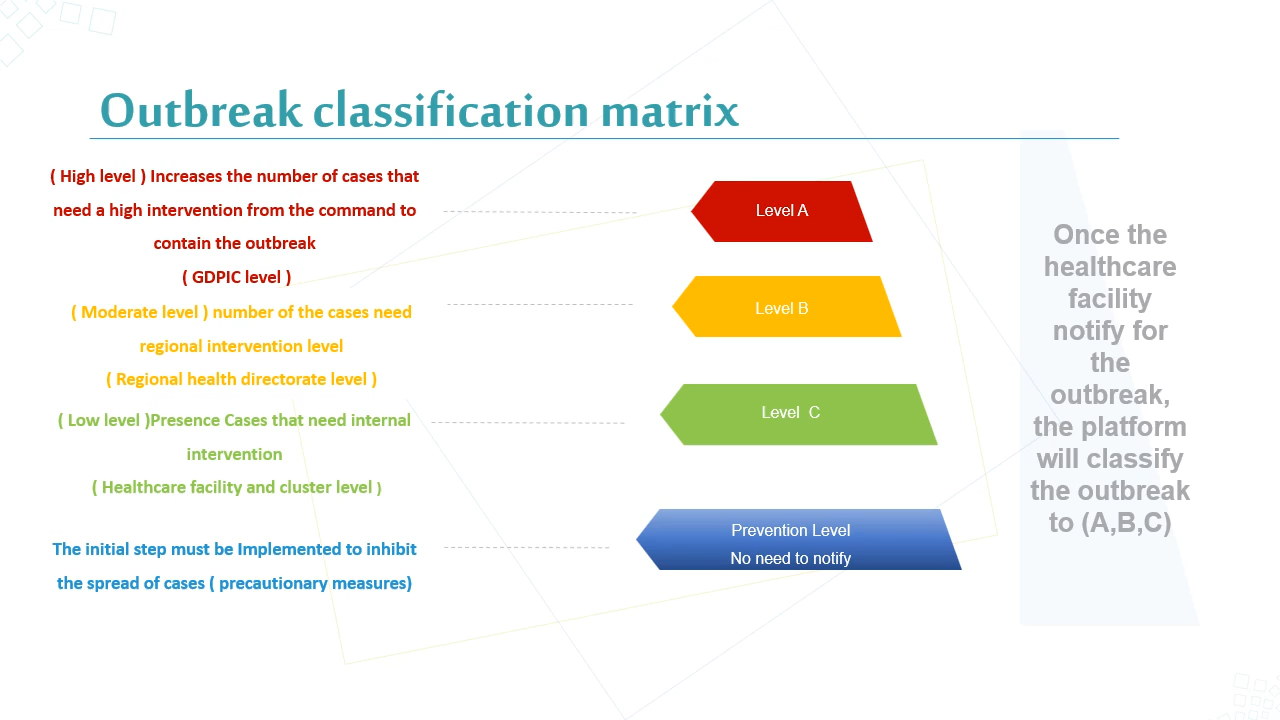 Outbreak classification matrix
( High level ) Increases the number of cases that
need a high intervention from the command to
contain the outbreak
( GDPIC level )
Level A
( Moderate level ) number of the cases need
regional intervention level
( Regional health directorate level )
Level B
( Low level )Presence Cases that need internal
intervention
( Healthcare facility and cluster level )
Level  C
The initial step must be Implemented to inhibit
the spread of cases ( precautionary measures)
Prevention Level
No need to notify
Once the
healthcare
facility
notify for
the
outbreak,
the platform
will classify
the outbreak
to (A,B,C)